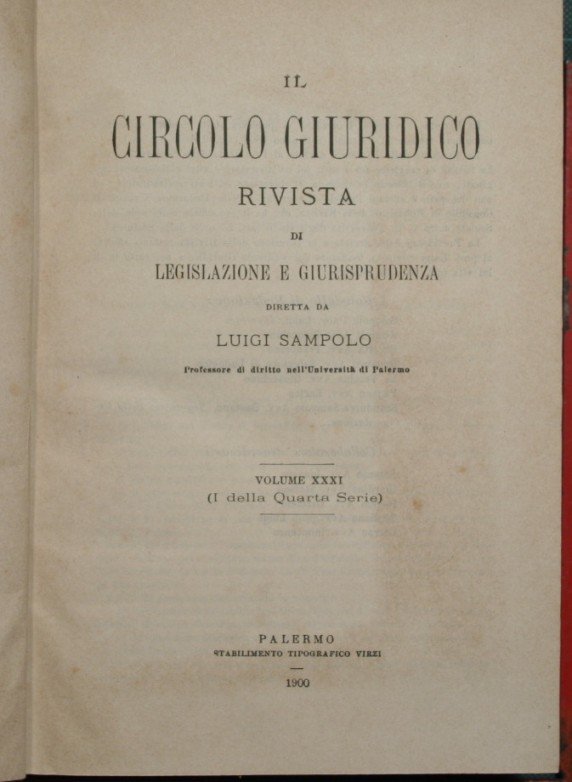 IL
CIRCOLO GIURIDICO
RIVISTA
DI
LEGISLAZIONE E GIURISPRUDENZA
DIRETTA DA
LUIGI SAMPOLO
Professore di diritto nell'Università di Palermo
VOLUME XXXI
(I della Quarta Serie)
PALERMO
STABILIMENTO TIPOGRAFICO VIRZI
1900